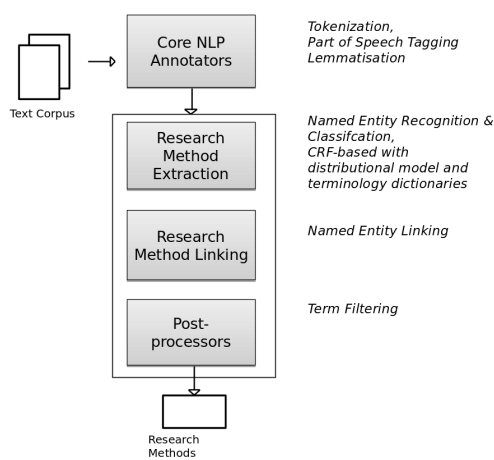 Core NLP
Annotators
Tokenization,
Part of Speech Tagging
Lemmatisation
Text Corpus
Research
Method
Extraction
Named Entity Recognition &
Classifcation,
CRF-based with
distributional model and
terminology dictionaries
Research
Method Linking
Named Entity Linking
Post-
processors
Term Filtering
Research
Methods